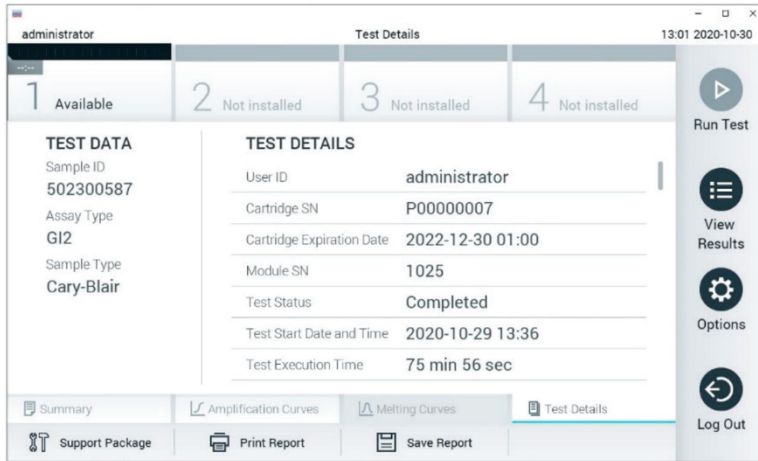 administrator
Test Details
13:01 2020-10-30
--:--
1 Available
2 Not installed
3 Not installed
4 Not installed
Run Test
View
Results
Options
Log Out
TEST DATA
Sample ID
502300587
Assay Type
GI2
Sample Type
Cary-Blair
TEST DETAILS
User ID administrator
Cartridge SN P00000007
Cartridge Expiration Date 2022-12-30 01:00
Module SN 1025
Test Status Completed
Test Start Date and Time 2020-10-29 13:36
Test Execution Time 75 min 56 sec
Summary
Amplification Curves
Melting Curves
Test Details
Support Package
Print Report
Save Report